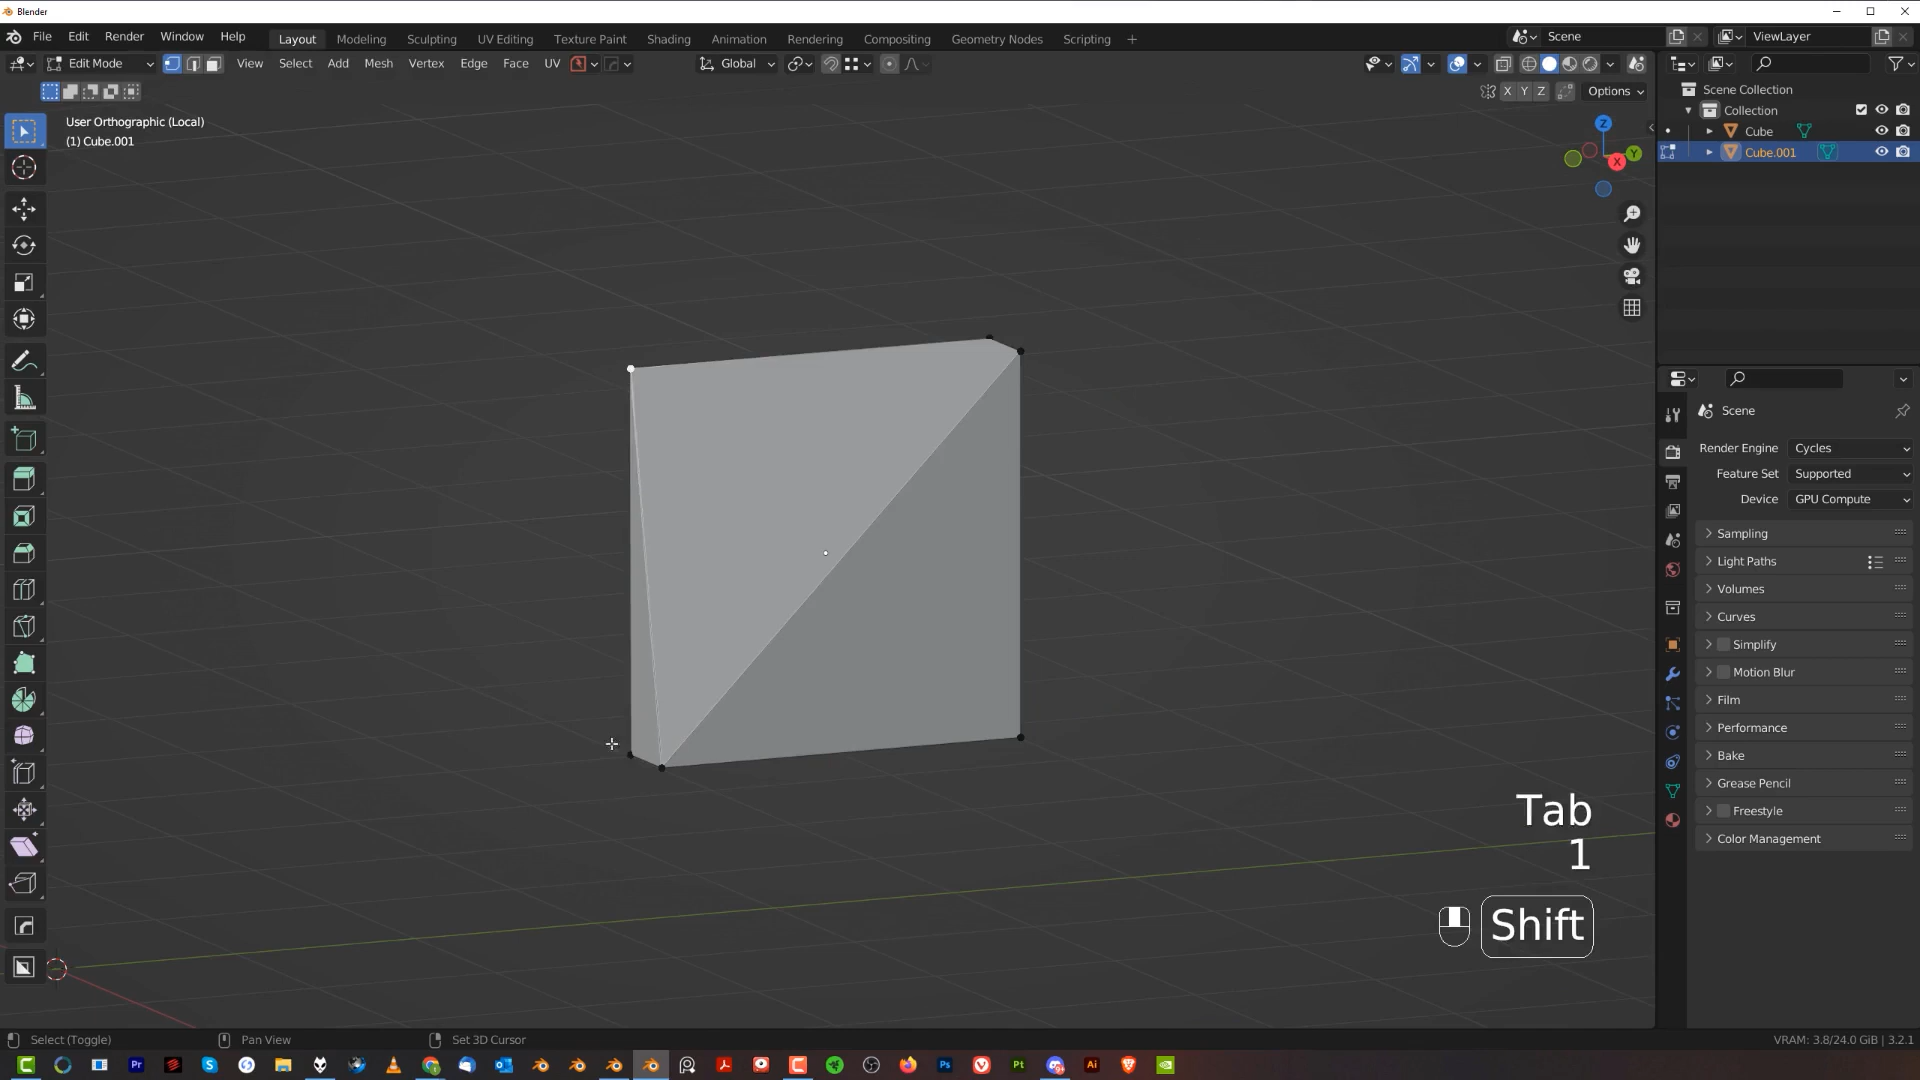 Blender
File Edit Render Window Help Layout Modeling Sculpting UV Editing Texture Paint Shading Animation Rendering Compositing Geometry Nodes Scripting + Scene ViewLayer
Edit Mode View Select Add Mesh Vertex Edge Face UV Global
X Y Z Options
User Orthographic (Local)
(1) Cube.001
Z
Y
X
Scene Collection
Collection
Cube
Cube.001
Scene
Render Engine Cycles
Feature Set Supported
Device GPU Compute
Sampling
Light Paths
Volumes
Curves
Simplify
Motion Blur
Film
Performance
Bake
Grease Pencil
Freestyle
Color Management
Tab
1
Shift
Select (Toggle) Pan View Set 3D Cursor VRAM: 3.8/24.0 GiB | 3.2.1
Pr S Ps Pt Ai